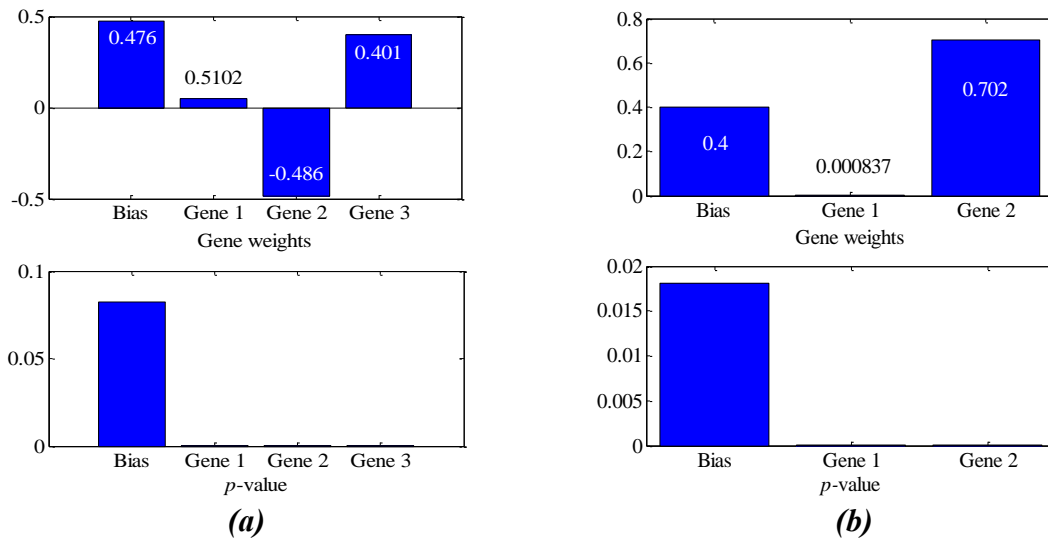 0.5
0
-0.5
0.476
0.5102
-0.486
0.401
Bias Gene 1 Gene 2 Gene 3
Gene weights
0.1
0.05
0
Bias Gene 1 Gene 2 Gene 3
p-value
(a)
0.8
0.6
0.4
0.2
0
0.4
0.000837
0.702
Bias Gene 1 Gene 2
Gene weights
0.02
0.015
0.01
0.005
0
Bias Gene 1 Gene 2
p-value
(b)